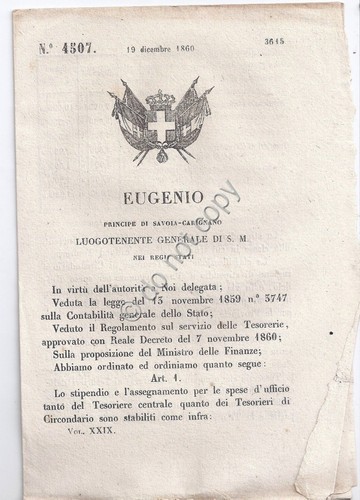 N.° 4507.
19 dicembre 1860
3615
EUGENIO
PRINCIPE DI SAVOIA-CARIGNANO
LUOGOTENENTE GENERALE DI S. M.
NEI REGII STATI
In virtù dell'autorità a Noi delegata;
Veduta la legge del 13 novembre 1859 n.° 3747
sulla Contabilità generale dello Stato;
Veduto il Regolamento sul servizio delle Tesorerie,
approvato con Reale Decreto del 7 novembre 1860;
Sulla proposizione del Ministro delle Finanze;
Abbiamo ordinato ed ordiniamo quanto segue:
Art. 1.
Lo stipendio e l'assegnamento per le spese d'ufficio
tanto del Tesoriere centrale quanto dei Tesorieri di
Circondario sono stabiliti come infra:
Vol. XXIX.
© do not copy